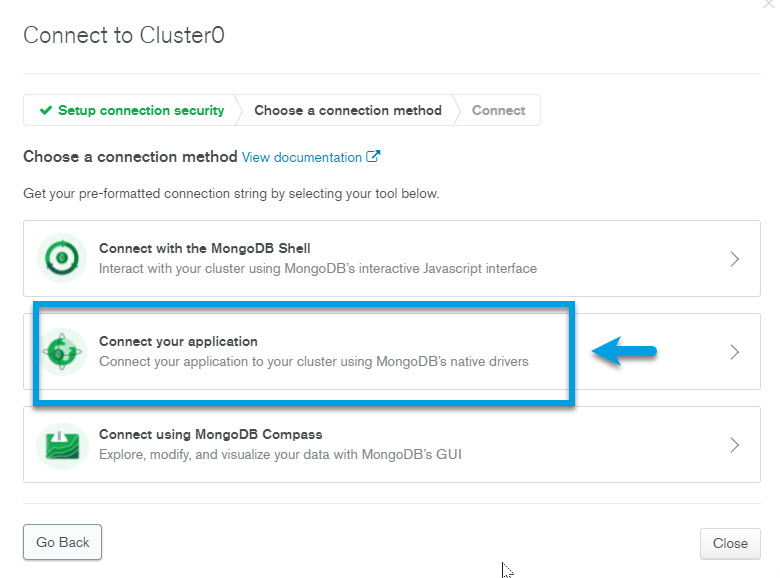 Connect to Cluster0
✔ Setup connection security
Choose a connection method
Connect
Choose a connection method View documentation
Get your pre-formatted connection string by selecting your tool below.
Connect with the MongoDB Shell
Interact with your cluster using MongoDB's interactive Javascript interface
Connect your application
Connect your application to your cluster using MongoDB's native drivers
Connect using MongoDB Compass
Explore, modify, and visualize your data with MongoDB's GUI
Go Back
Close